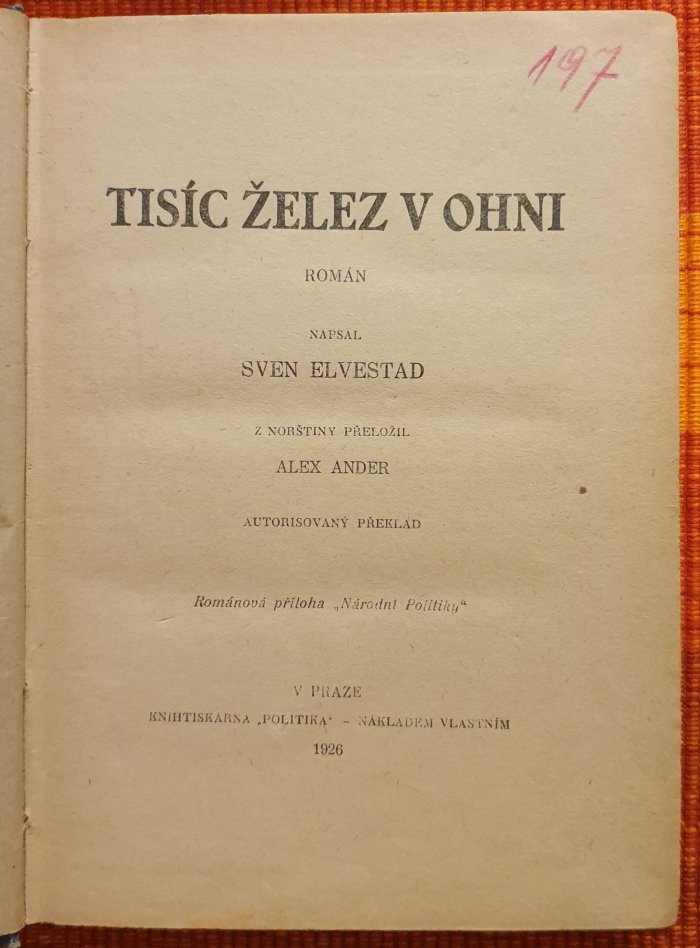 197
TISÍC ŽELEZ V OHNI
ROMÁN
NAPSAL
SVEN ELVESTAD
Z NORŠTINY PŘELOŽIL
ALEX ANDER
AUTORISOVANÝ PŘEKLAD
Románová příloha „Národní Politiky“
V PRAZE
KNIHTISKÁRNA „POLITIKA“ – NÁKLADEM VLASTNÍM
1926